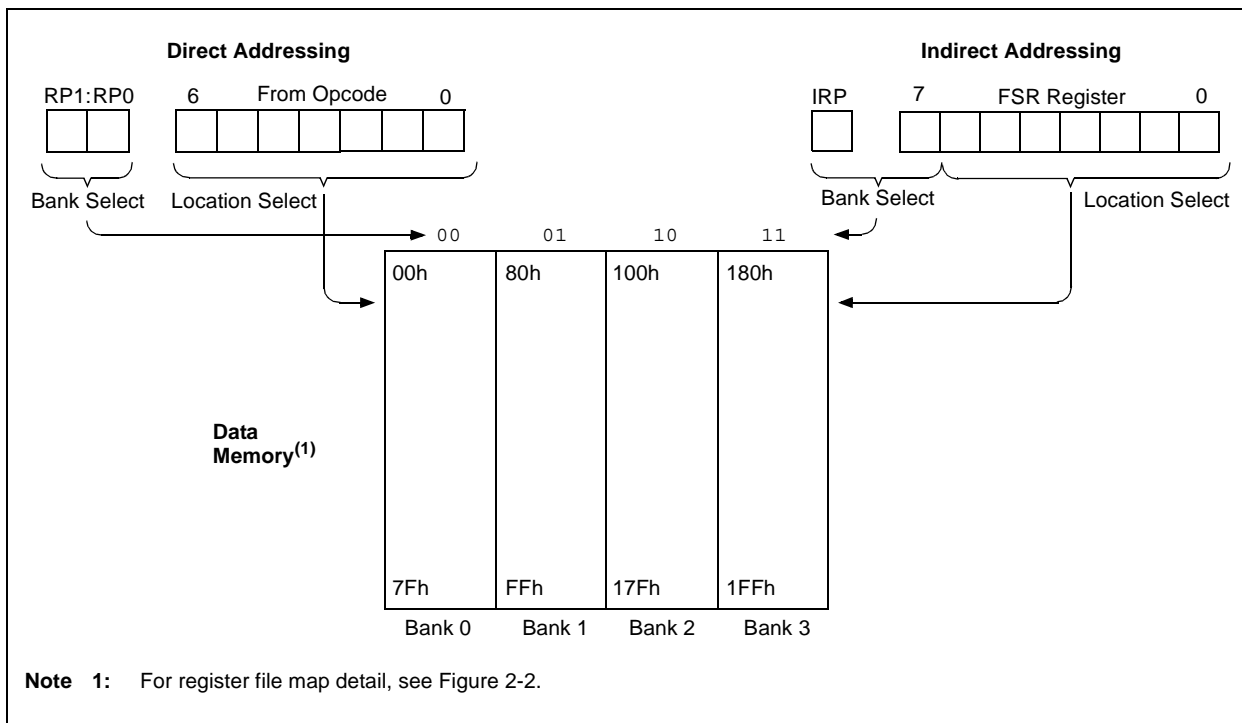 Direct Addressing
Indirect Addressing
RP1:RP0
6
From Opcode
0
IRP
7
FSR Register
0
Bank Select
Location Select
Bank Select
Location Select
00
01
10
11
00h
80h
100h
180h
Data
Memory(1)
7Fh
FFh
17Fh
1FFh
Bank 0
Bank 1
Bank 2
Bank 3
Note 1: For register file map detail, see Figure 2-2.